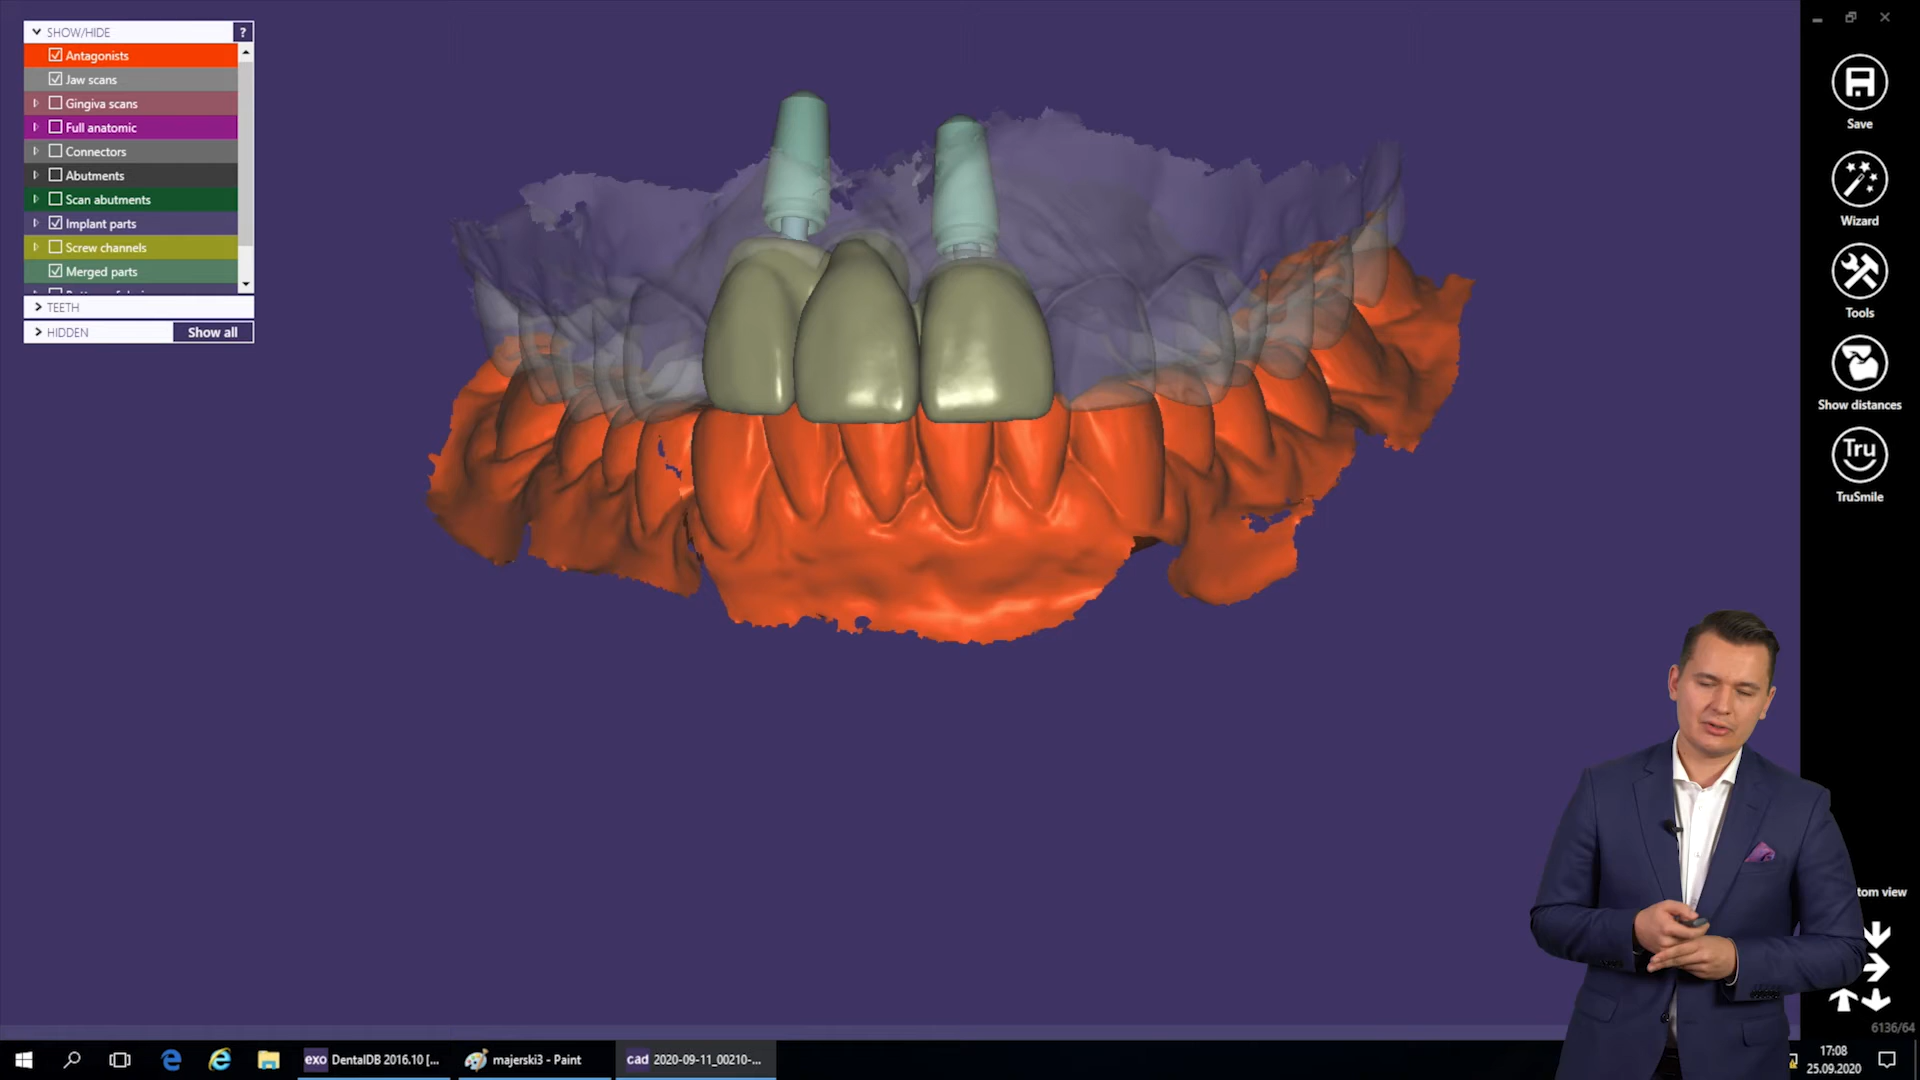 SHOW/HIDE
?
Antagonists
Jaw scans
Gingiva scans
Full anatomic
Connectors
Abutments
Scan abutments
Implant parts
Screw channels
Merged parts
TEETH
HIDDEN
Show all
Save
Wizard
Tools
Show distances
Tru
TruSmile
tom view
6136/64
exo DentalDB 2016.10 [...
majerski3 - Paint
cad 2020-09-11_00210-...
17:08
25.09.2020